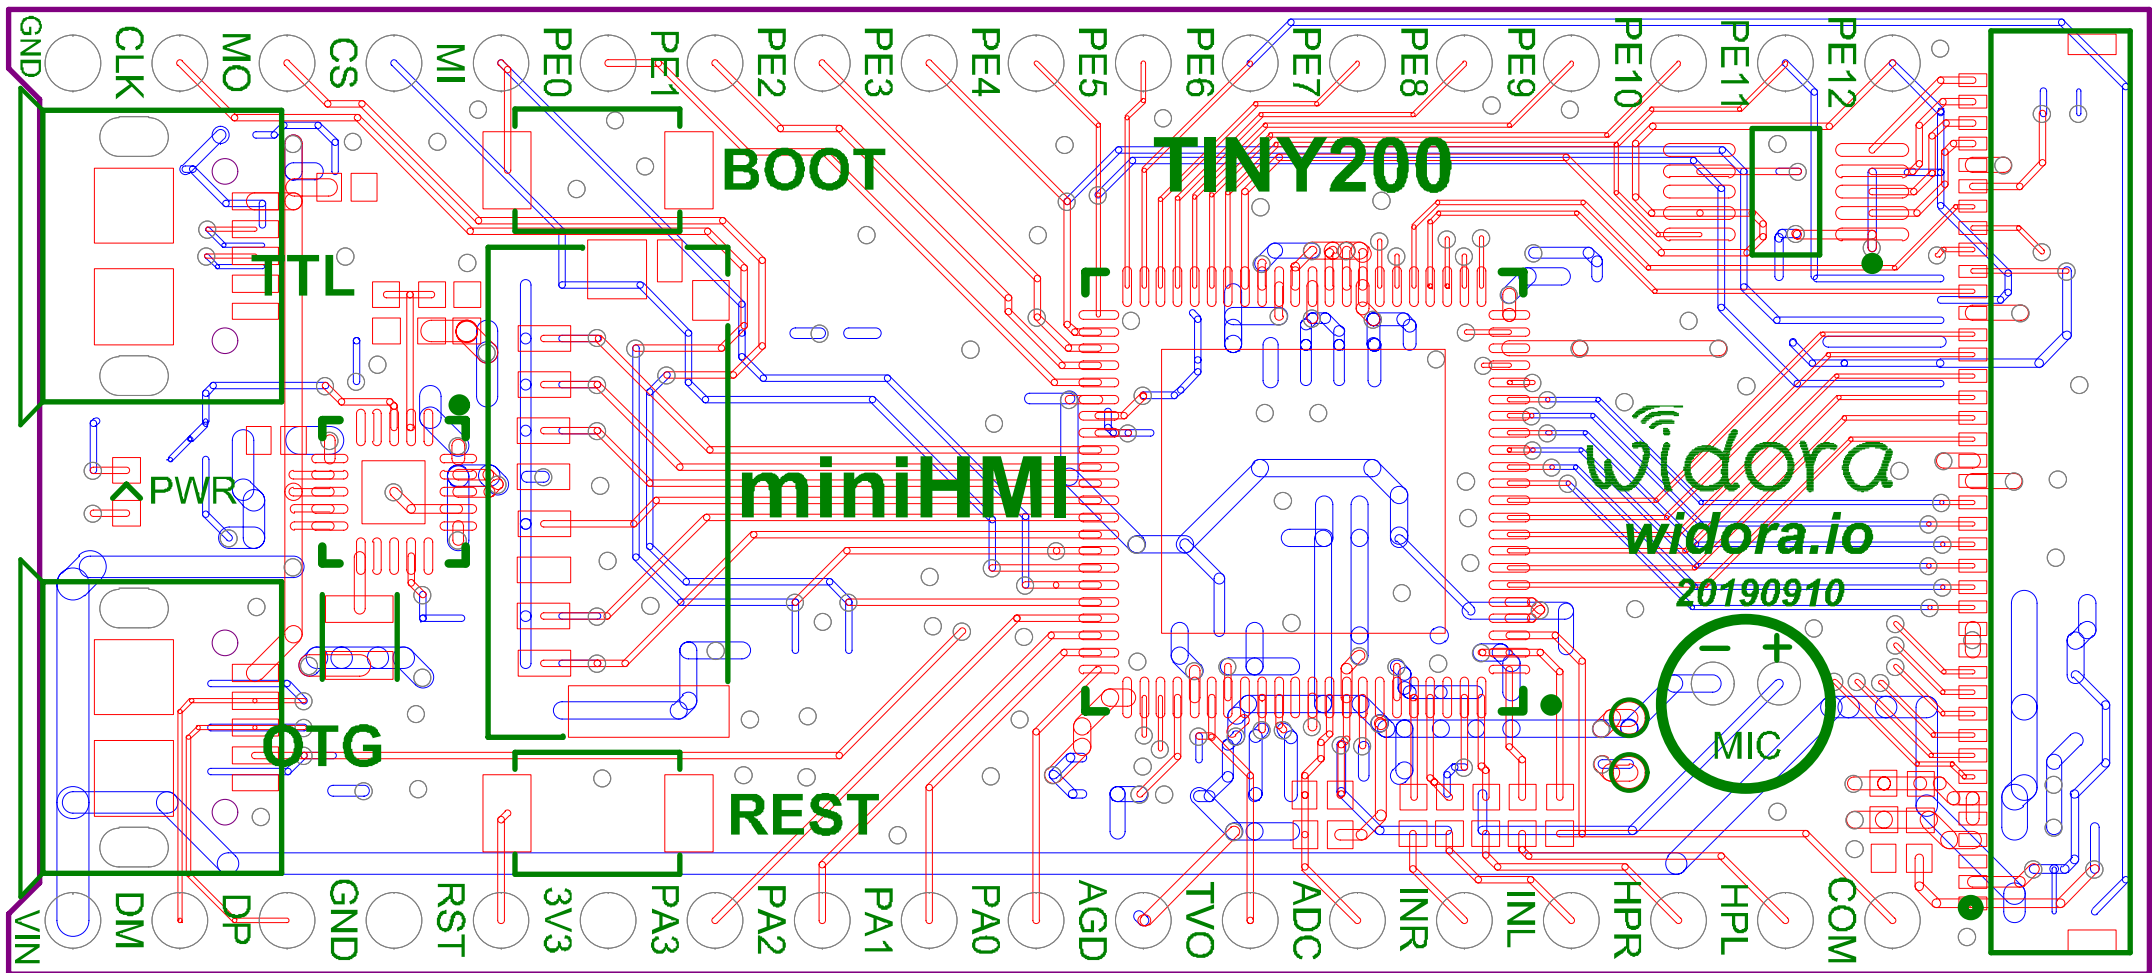 GND
CLK
MO
CS
MI
PE0
PE1
PE2
PE3
PE4
PE5
PE6
PE7
PE8
PE9
PE10
PE11
PE12
BOOT
TINY200
TTL
PWR
miniHMI
widora
widora.io
20190910
− +
MIC
OTG
REST
VIN
DM
DP
GND
RST
3V3
PA3
PA2
PA1
PA0
AGD
TVO
ADC
INR
INL
HPR
HPL
COM